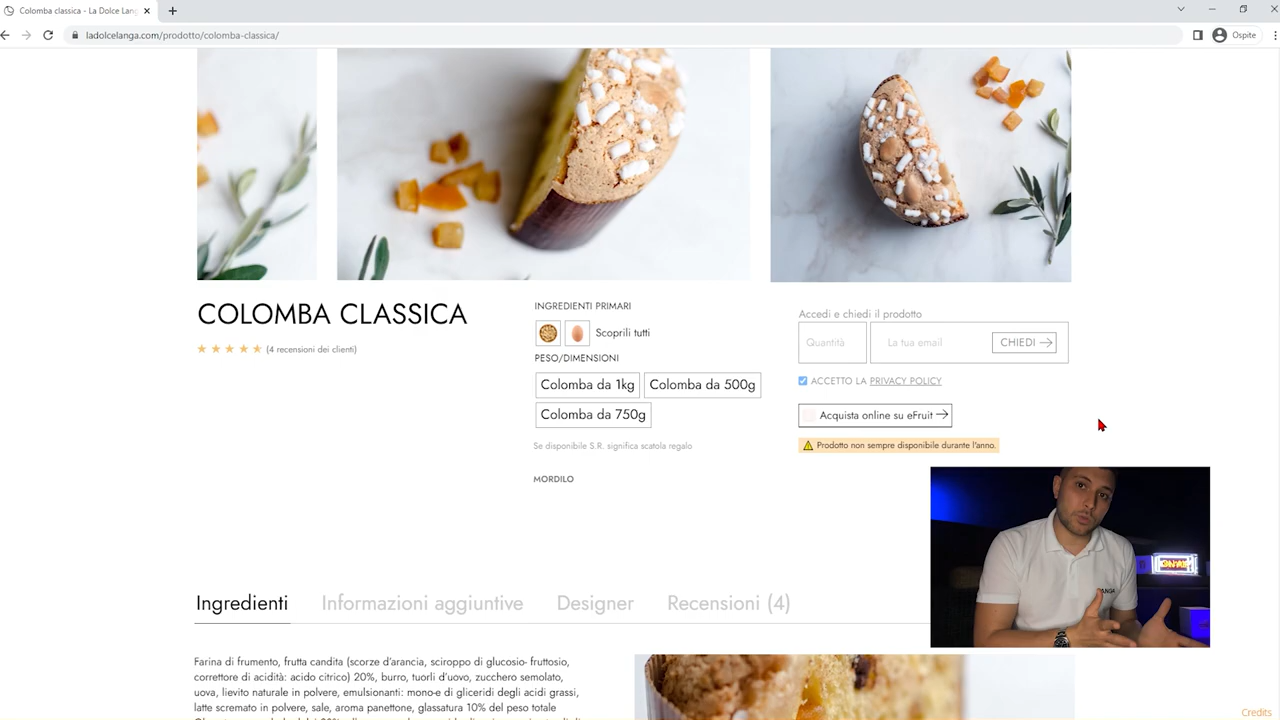 Colomba classica - La Dolce Lang
ladolcelanga.com/prodotto/colomba-classica/
Ospite
COLOMBA CLASSICA
(4 recensioni dei clienti)
INGREDIENTI PRIMARI
Scoprili tutti
PESO/DIMENSIONI
Colomba da 1kg
Colomba da 500g
Colomba da 750g
Se disponibile S.R. significa scatola regalo
MORDILO
Accedi e chiedi il prodotto
Quantità
La tua email
CHIEDI
ACCETTO LA PRIVACY POLICY
Acquista online su eFruit
Prodotto non sempre disponibile durante l'anno.
Ingredienti
Informazioni aggiuntive
Designer
Recensioni (4)
Farina di frumento, frutta candita (scorze d'arancia, sciroppo di glucosio- fruttosio,
correttore di acidità: acido citrico) 20%, burro, tuorli d'uovo, zucchero semolato,
uova, lievito naturale in polvere, emulsionanti: mono-e di gliceridi degli acidi grassi,
latte scremato in polvere, sale, aroma panettone, glassatura 10% del peso totale
Credits